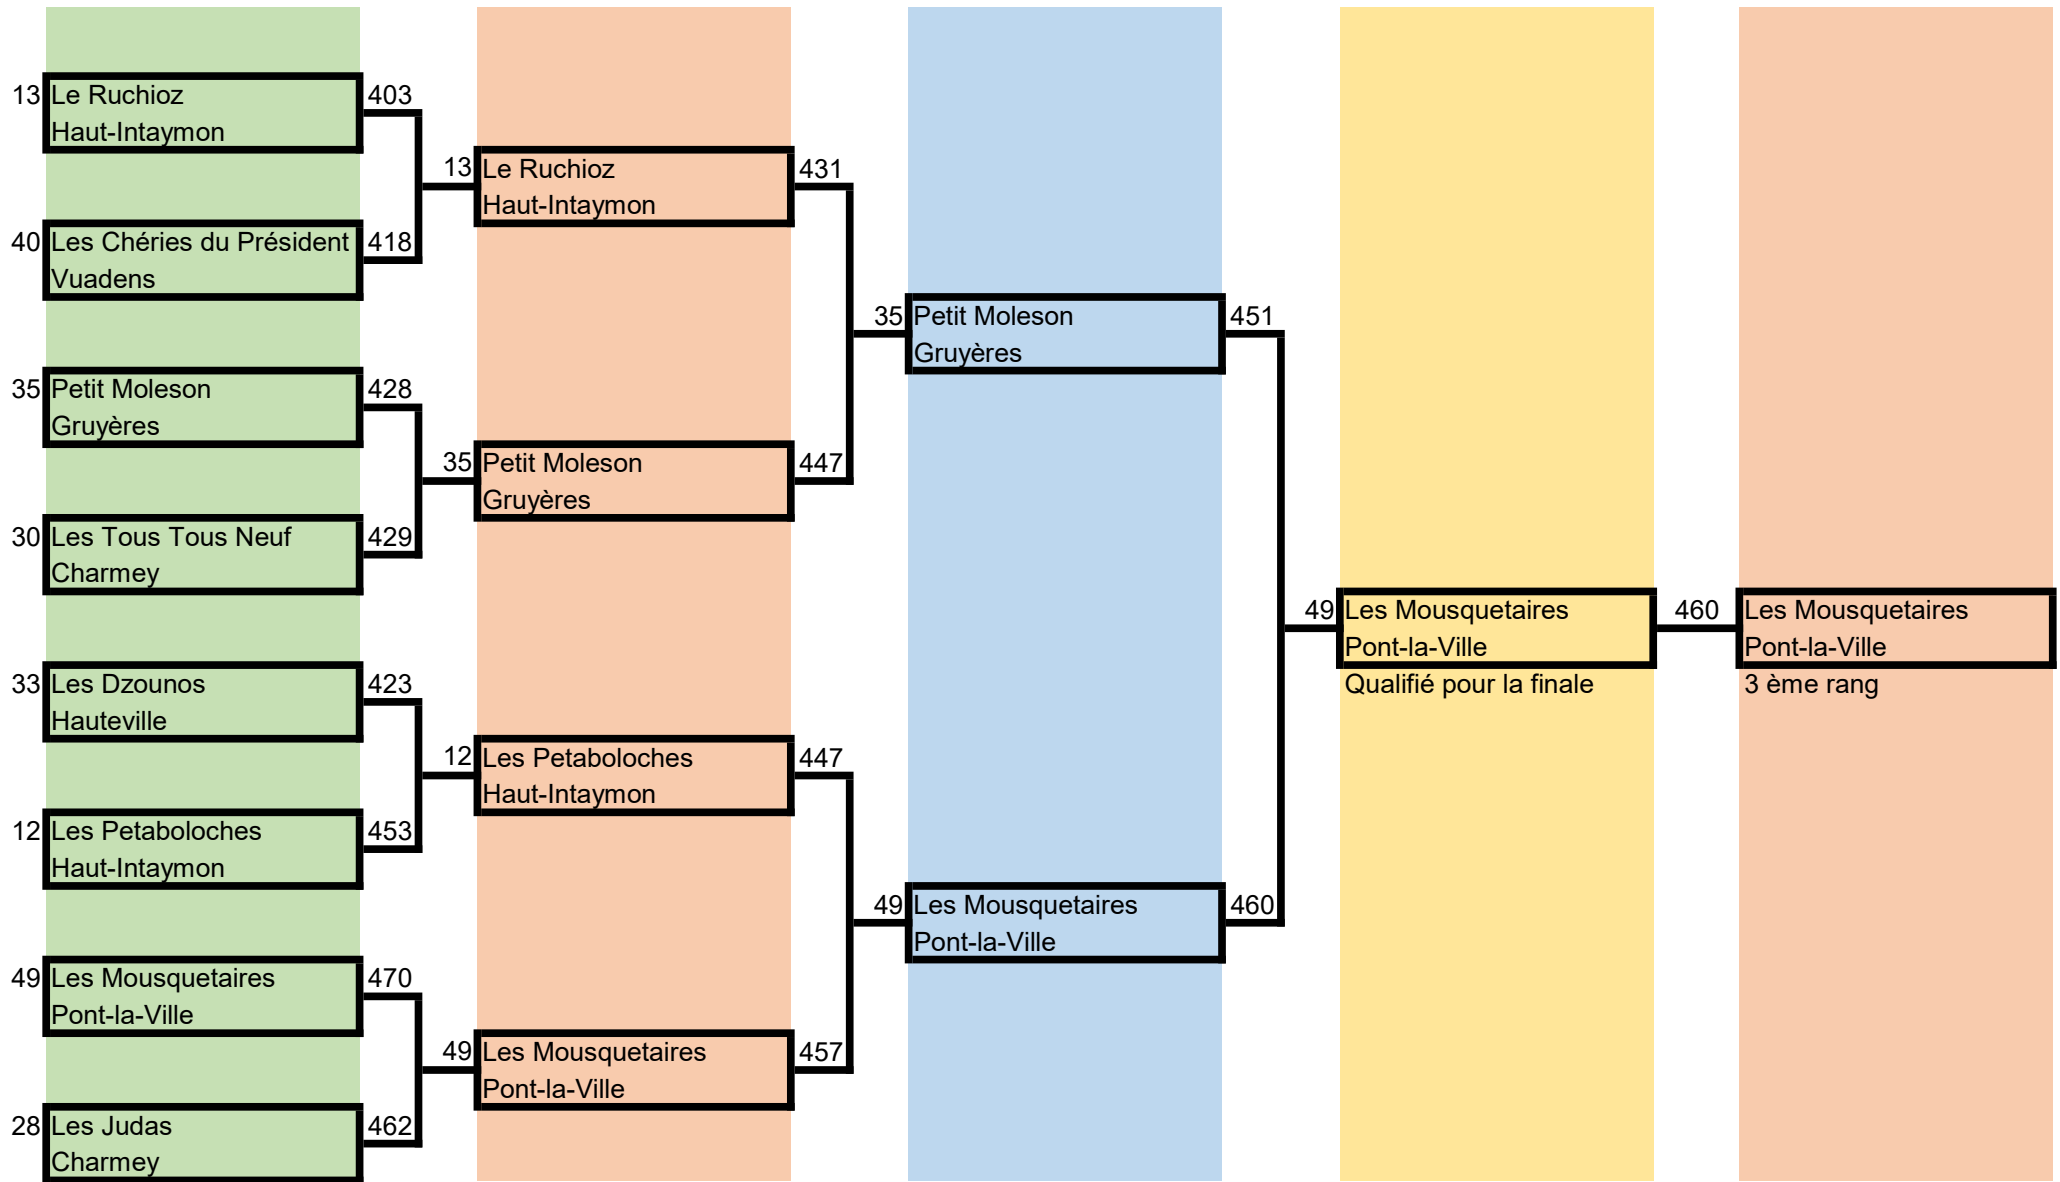 13 Le Ruchioz 403
Haut-Intaymon
13 Le Ruchioz 431
Haut-Intaymon
40 Les Chéries du Président 418
Vuadens
35 Petit Moleson 451
Gruyères
35 Petit Moleson 428
Gruyères
35 Petit Moleson 447
Gruyères
30 Les Tous Tous Neuf 429
Charmey
49 Les Mousquetaires 460 Les Mousquetaires
Pont-la-Ville Pont-la-Ville
Qualifié pour la finale 3 ème rang
33 Les Dzounos 423
Hauteville
12 Les Petaboloches 447
Haut-Intaymon
12 Les Petaboloches 453
Haut-Intaymon
49 Les Mousquetaires 460
Pont-la-Ville
49 Les Mousquetaires 470
Pont-la-Ville
49 Les Mousquetaires 457
Pont-la-Ville
28 Les Judas 462
Charmey